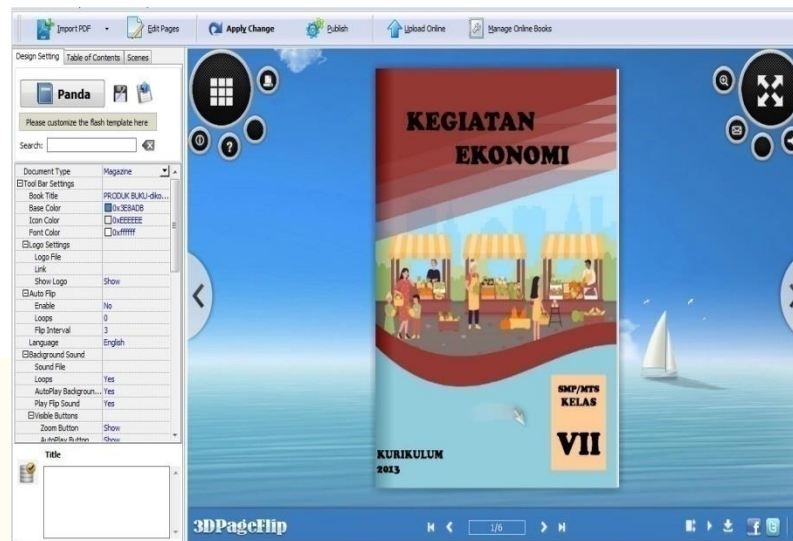 Import PDF Edit Pages Apply Change Publish Upload Online Manage Online Books
Design Setting Table of Contents Scenes
Panda
Please customize the flash template here
Search:
Document Type Magazine
Tool Bar Settings
Book Title PRODUK BUKU-diko...
Base Color 0x3E8ADB
Icon Color 0xEEEEEE
Font Color 0xffffff
Logo Settings
Logo File
Link
Show Logo Show
Auto Flip
Enable No
Loops 0
Flip Interval 3
Language English
Background Sound
Sound File
Loops Yes
AutoPlay Backgroun... Yes
Play Flip Sound Yes
Visible Buttons
Zoom Button Show
AutoPlay Button Show
Title
KEGIATAN
EKONOMI
SMP/MTS
KELAS
VII
KURIKULUM
2013
3DPageFlip
1/6